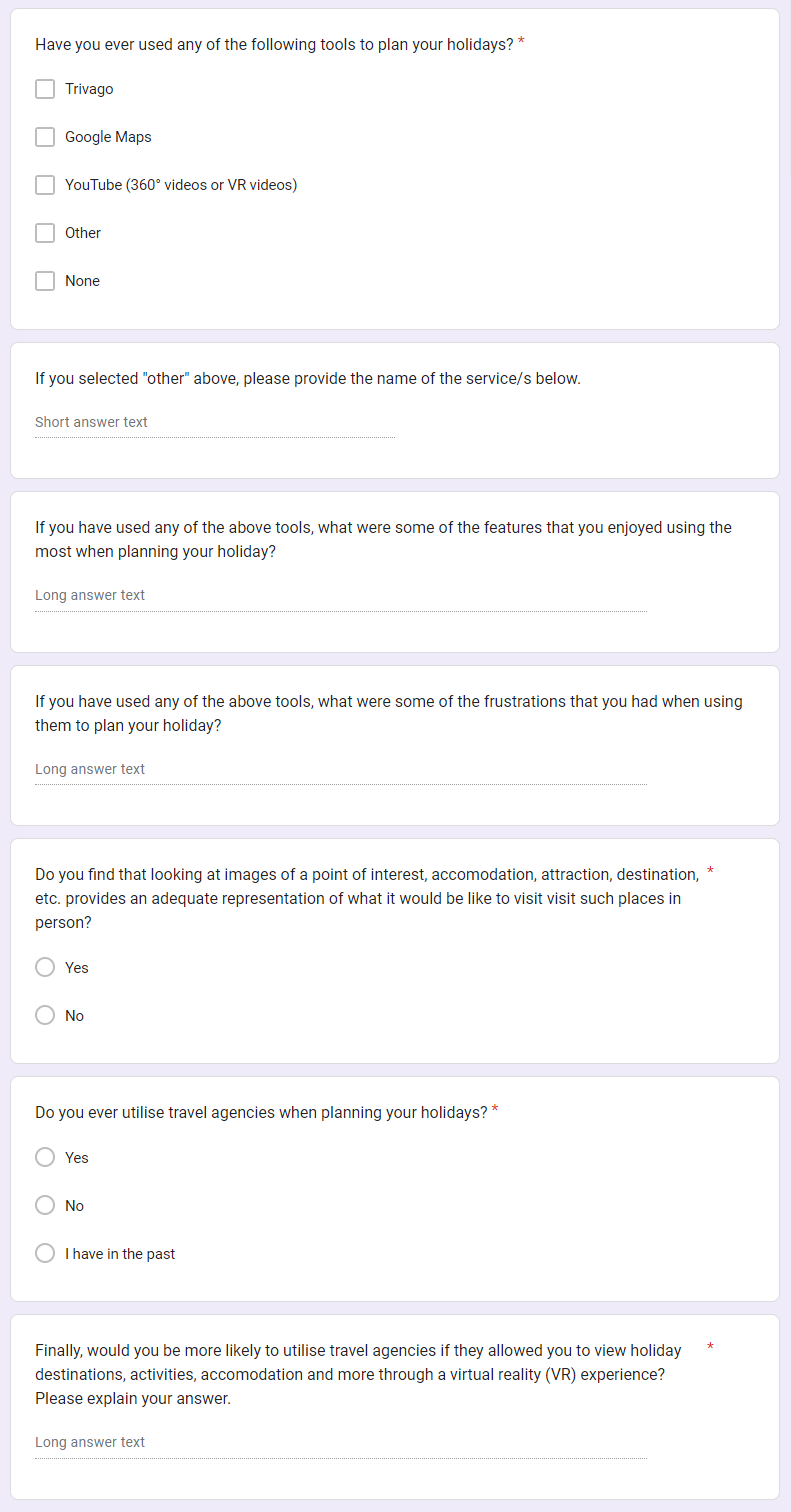 Have you ever used any of the following tools to plan your holidays? *
Trivago
Google Maps
YouTube (360° videos or VR videos)
Other
None
If you selected "other" above, please provide the name of the service/s below.
Short answer text
If you have used any of the above tools, what were some of the features that you enjoyed using the
most when planning your holiday?
Long answer text
If you have used any of the above tools, what were some of the frustrations that you had when using
them to plan your holiday?
Long answer text
Do you find that looking at images of a point of interest, accomodation, attraction, destination, *
etc. provides an adequate representation of what it would be like to visit visit such places in
person?
Yes
No
Do you ever utilise travel agencies when planning your holidays? *
Yes
No
I have in the past
Finally, would you be more likely to utilise travel agencies if they allowed you to view holiday *
destinations, activities, accomodation and more through a virtual reality (VR) experience?
Please explain your answer.
Long answer text